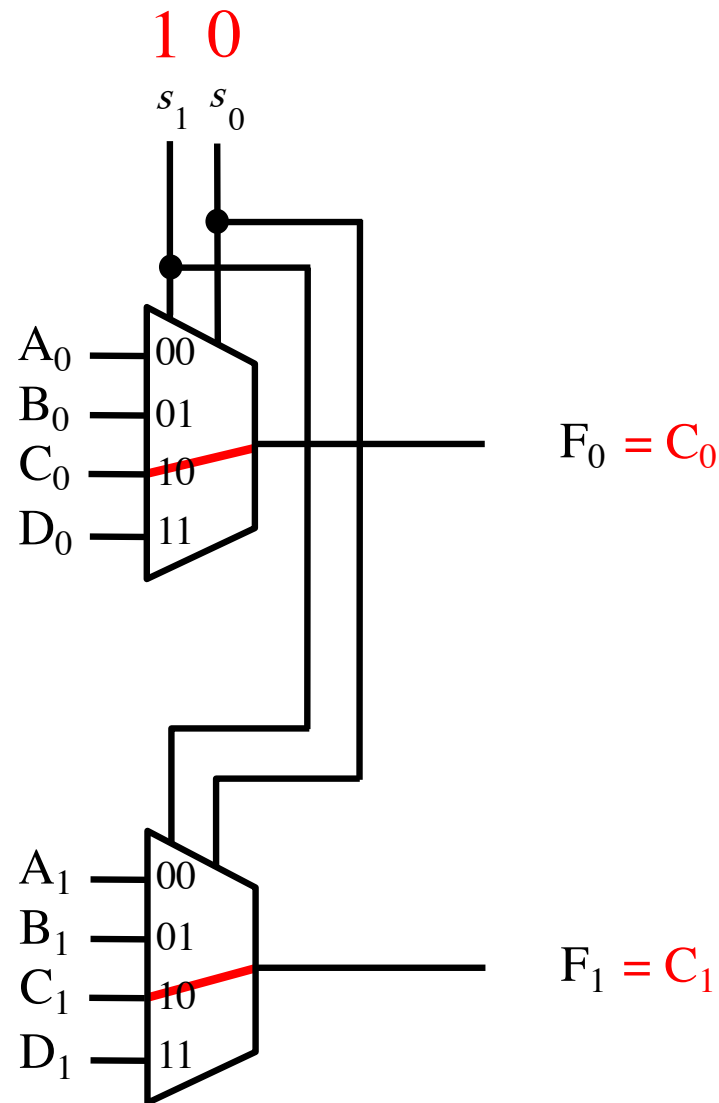 1 0
s₁ s₀
A₀ 00
B₀ 01
C₀ 10 F₀ = C₀
D₀ 11
A₁ 00
B₁ 01
C₁ 10 F₁ = C₁
D₁ 11